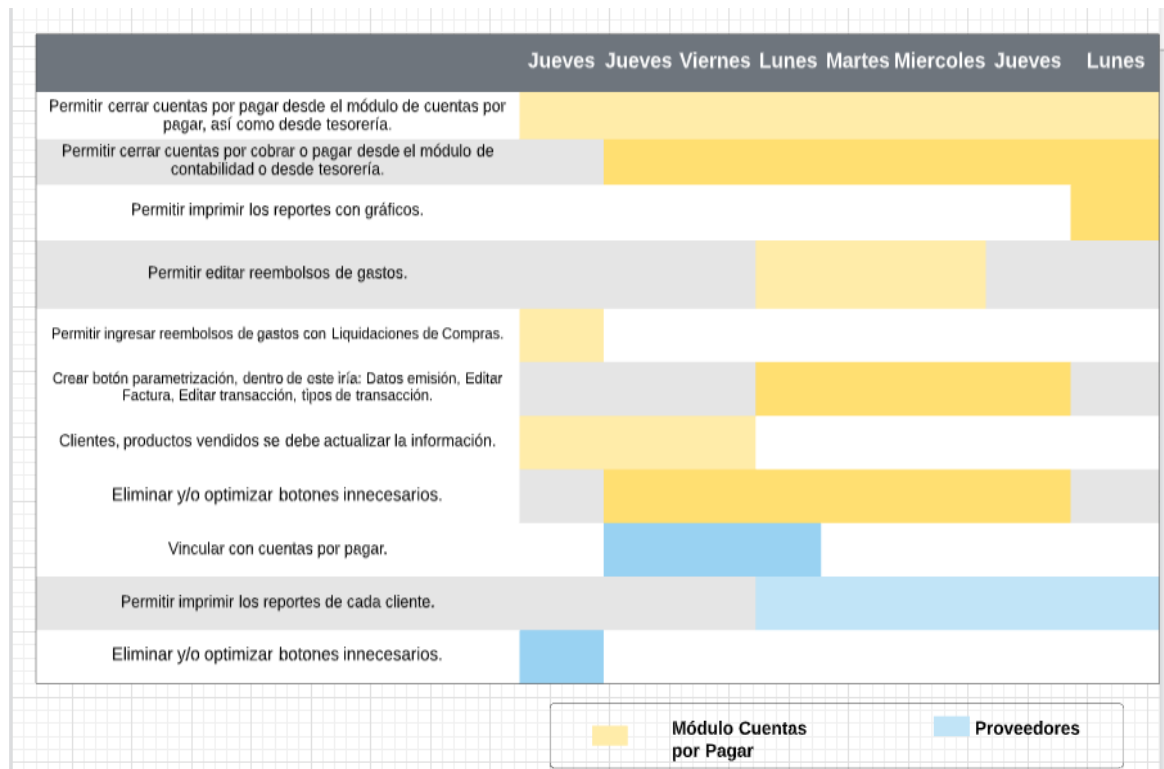 Jueves Jueves Viernes Lunes Martes Miercoles Jueves Lunes
Permitir cerrar cuentas por pagar desde el módulo de cuentas por
pagar, así como desde tesorería.
Permitir cerrar cuentas por cobrar o pagar desde el módulo de
contabilidad o desde tesorería.
Permitir imprimir los reportes con gráficos.
Permitir editar reembolsos de gastos.
Permitir ingresar reembolsos de gastos con Liquidaciones de Compras.
Crear botón parametrización, dentro de este iría: Datos emisión, Editar
Factura, Editar transacción, tipos de transacción.
Clientes, productos vendidos se debe actualizar la información.
Eliminar y/o optimizar botones innecesarios.
Vincular con cuentas por pagar.
Permitir imprimir los reportes de cada cliente.
Eliminar y/o optimizar botones innecesarios.
Módulo Cuentas
por Pagar
Proveedores